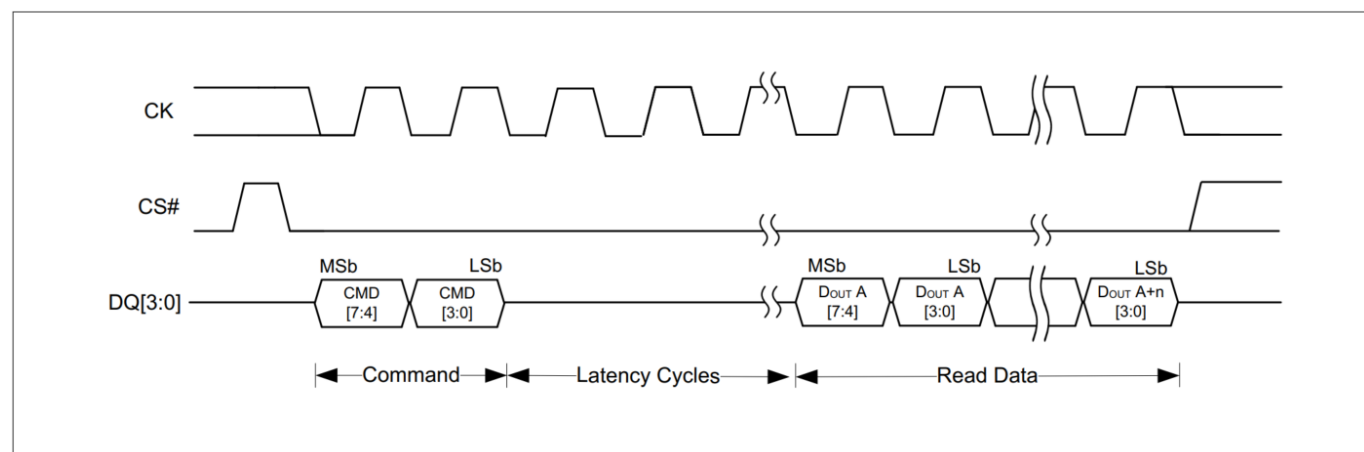 CK
CS#
MSb LSb MSb LSb LSb
DQ[3:0] CMD CMD DOUT A DOUT A DOUT A+n
[7:4] [3:0] [7:4] [3:0] [3:0]
Command Latency Cycles Read Data